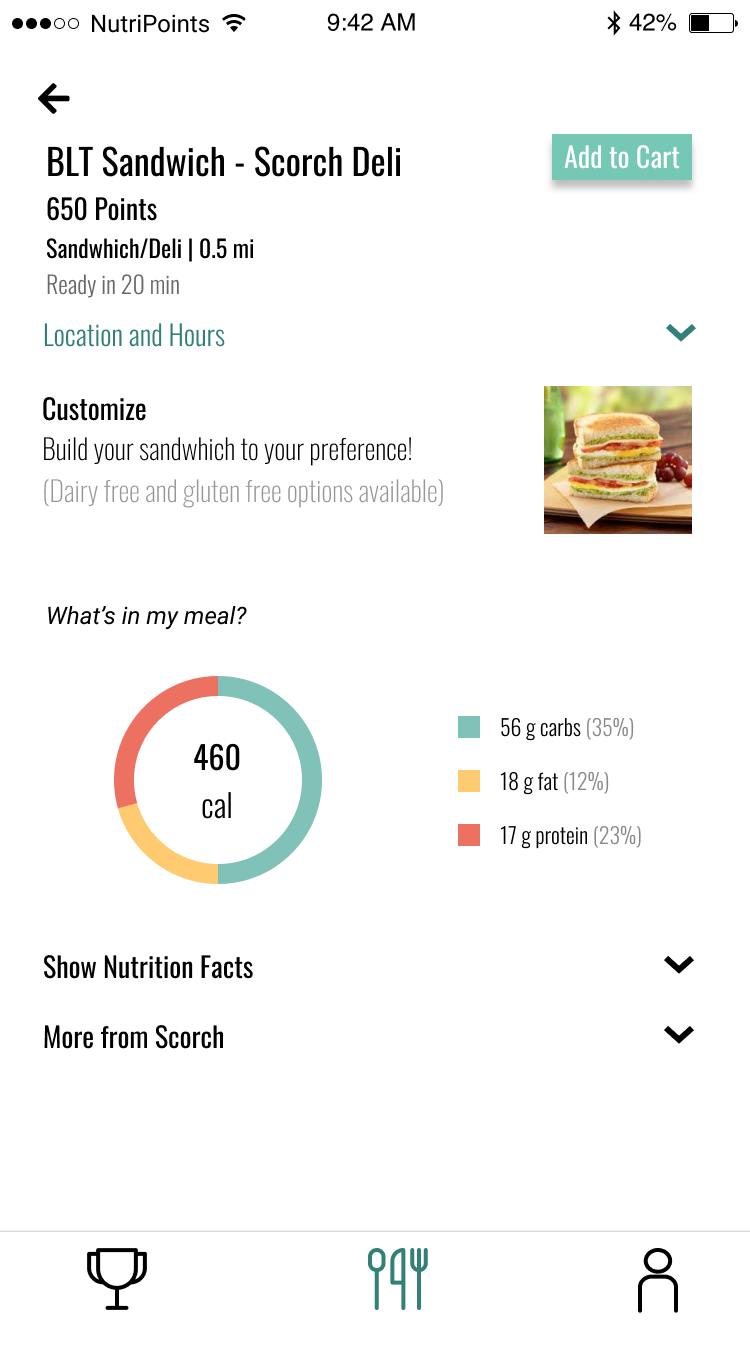 NutriPoints
9:42 AM
42%
BLT Sandwich - Scorch Deli
Add to Cart
650 Points
Sandwhich/Deli | 0.5 mi
Ready in 20 min
Location and Hours
Customize
Build your sandwhich to your preference!
(Dairy free and gluten free options available)
What's in my meal?
460
cal
56 g carbs (35%)
18 g fat (12%)
17 g protein (23%)
Show Nutrition Facts
More from Scorch